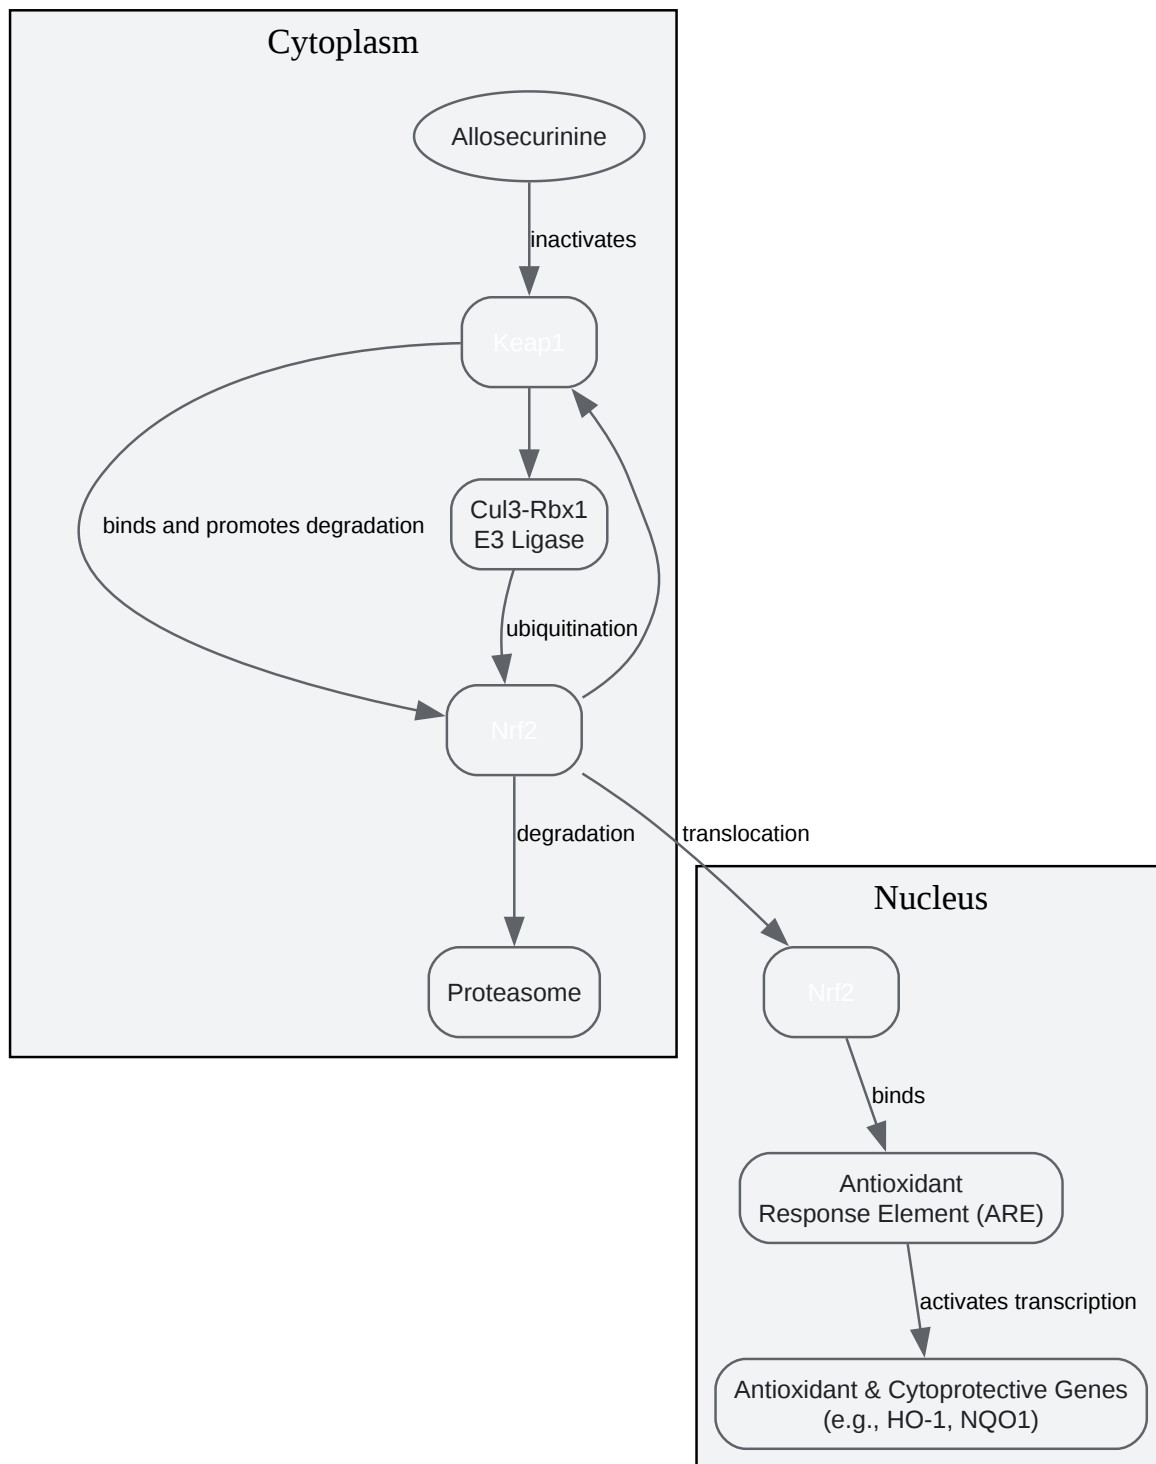 Cytoplasm
Allosecurinine
inactivates
Keap1
Cul3-Rbx1
E3 Ligase
binds and promotes degradation
ubiquitination
Nrf2
degradation
translocation
Nucleus
Proteasome
Nrf2
binds
Antioxidant
Response Element (ARE)
activates transcription
Antioxidant & Cytoprotective Genes
(e.g., HO-1, NQO1)